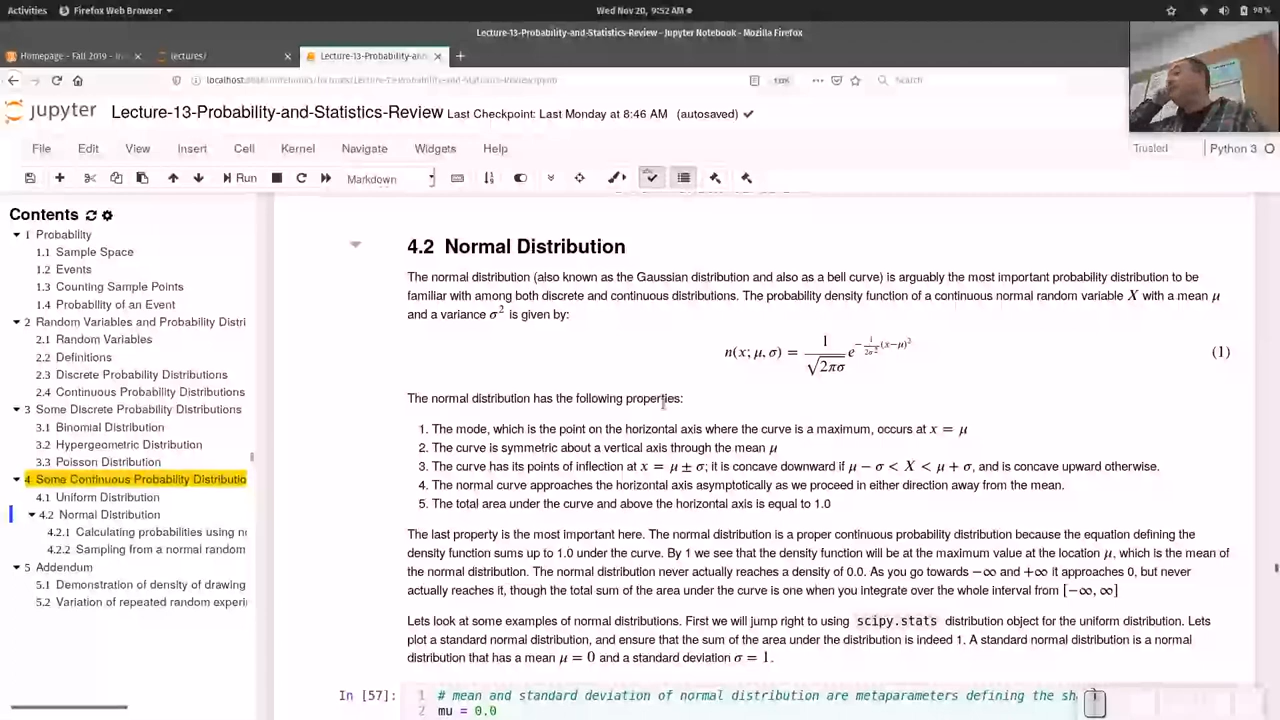 Activities Firefox Web Browser Wed Nov 20, 9:52 AM 98 %
Lecture-13-Probability-and-Statistics-Review - Jupyter Notebook - Mozilla Firefox
Homepage - Fall 2019 - lectures/ Lecture-13-Probability-and-
Search
jupyter Lecture-13-Probability-and-Statistics-Review Last Checkpoint: Last Monday at 8:46 AM (autosaved)
File Edit View Insert Cell Kernel Navigate Widgets Help Trusted Python 3
Run Markdown
Contents
1 Probability
1.1 Sample Space
1.2 Events
1.3 Counting Sample Points
1.4 Probability of an Event
2 Random Variables and Probability Distri
2.1 Random Variables
2.2 Definitions
2.3 Discrete Probability Distributions
2.4 Continuous Probability Distributions
3 Some Discrete Probability Distributions
3.1 Binomial Distribution
3.2 Hypergeometric Distribution
3.3 Poisson Distribution
4 Some Continuous Probability Distributio
4.1 Uniform Distribution
4.2 Normal Distribution
4.2.1 Calculating probabilities using n
4.2.2 Sampling from a normal random
5 Addendum
5.1 Demonstration of density of drawing
5.2 Variation of repeated random experi
4.2 Normal Distribution
The normal distribution (also known as the Gaussian distribution and also as a bell curve) is arguably the most important probability distribution to be
familiar with among both discrete and continuous distributions. The probability density function of a continuous normal random variable X with a mean μ
and a variance σ² is given by:
n(x; μ, σ) = 1/√2πσ e^{-1/2σ² (x−μ)²} (1)
The normal distribution has the following properties:
1. The mode, which is the point on the horizontal axis where the curve is a maximum, occurs at x = μ
2. The curve is symmetric about a vertical axis through the mean μ
3. The curve has its points of inflection at x = μ ± σ; it is concave downward if μ − σ < X < μ + σ, and is concave upward otherwise.
4. The normal curve approaches the horizontal axis asymptotically as we proceed in either direction away from the mean.
5. The total area under the curve and above the horizontal axis is equal to 1.0
The last property is the most important here. The normal distribution is a proper continuous probability distribution because the equation defining the
density function sums up to 1.0 under the curve. By 1 we see that the density function will be at the maximum value at the location μ, which is the mean of
the normal distribution. The normal distribution never actually reaches a density of 0.0. As you go towards −∞ and +∞ it approaches 0, but never
actually reaches it, though the total sum of the area under the curve is one when you integrate over the whole interval from [−∞, ∞]
Lets look at some examples of normal distributions. First we will jump right to using scipy.stats distribution object for the uniform distribution. Lets
plot a standard normal distribution, and ensure that the sum of the area under the distribution is indeed 1. A standard normal distribution is a normal
distribution that has a mean μ = 0 and a standard deviation σ = 1.
In [57]: 1 # mean and standard deviation of normal distribution are metaparameters defining the sh
2 mu = 0.0